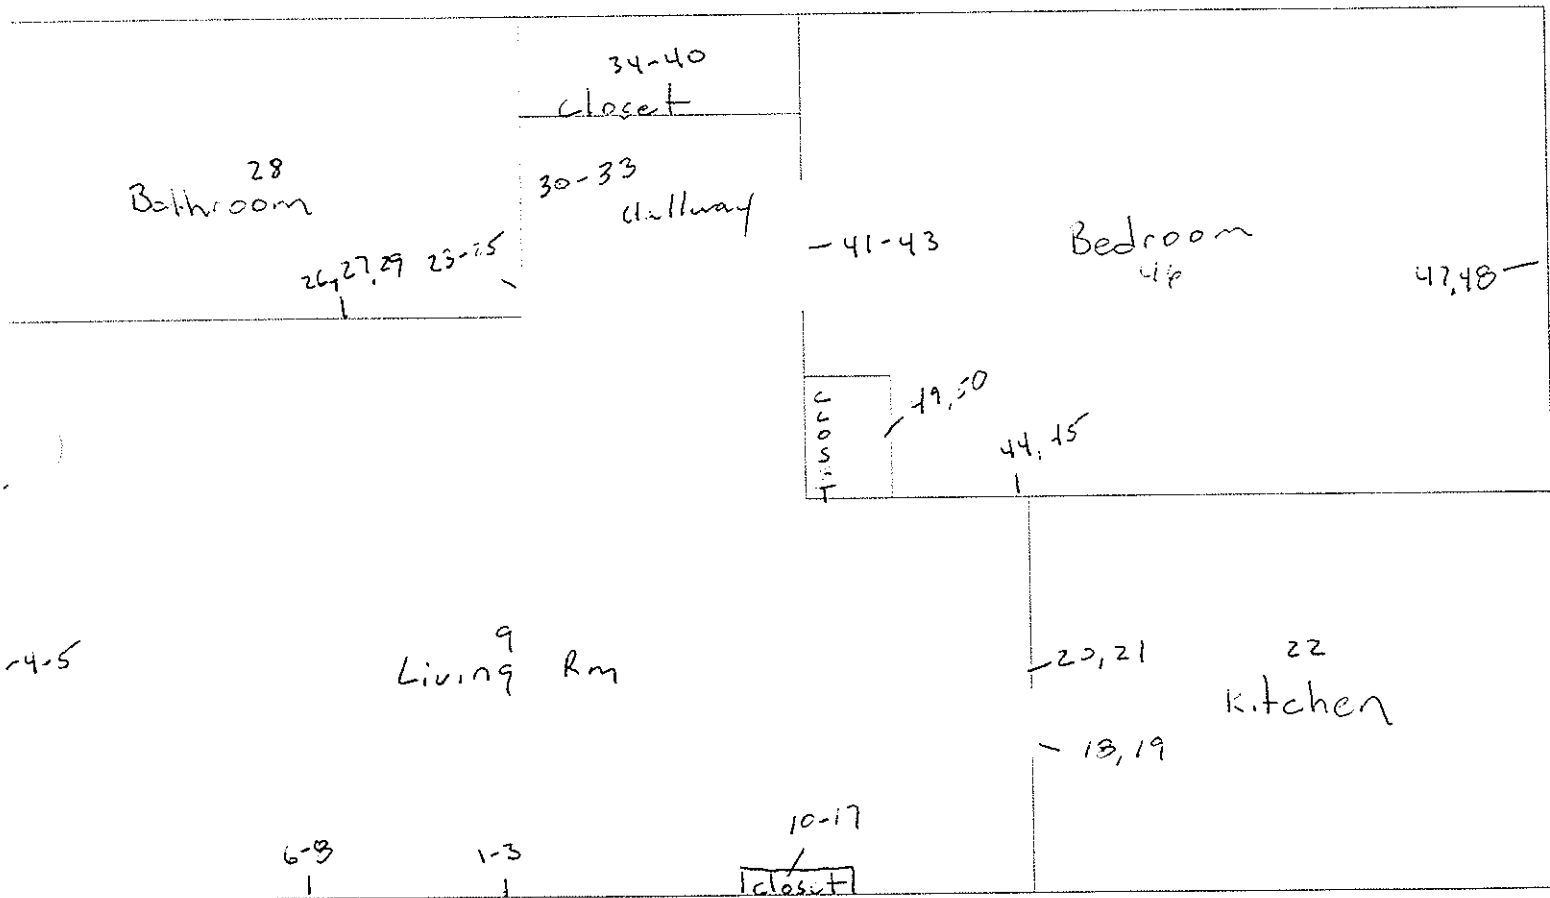 34-40
Closet
28
Bathroom
30-33
Hallway
26,27,29
23-25
- 41-43
Bedroom
46
47,48
CLOSET
49,50
44,45
-4-5
9
Living Rm
20,21
22
Kitchen
18,19
10-17
6-8
1-3
closet